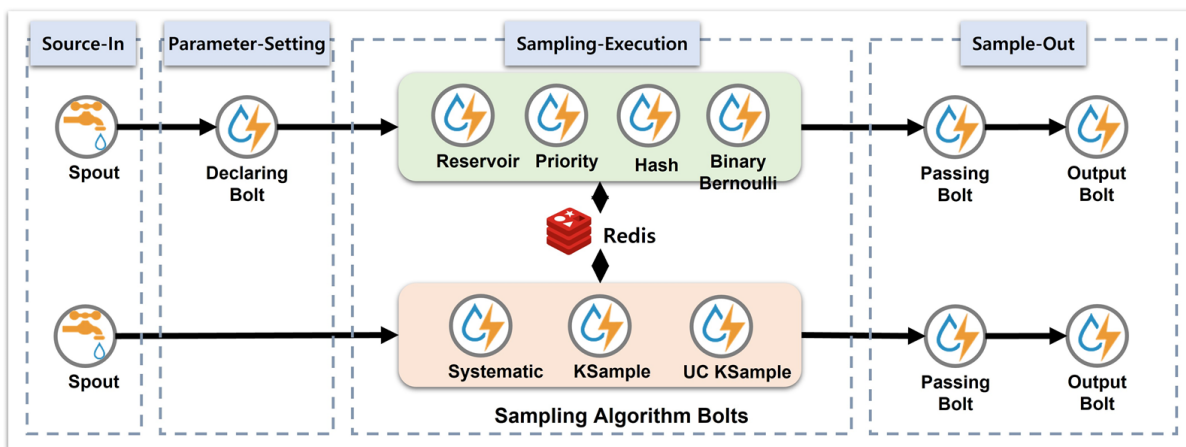 Source-In
Parameter-Setting
Sampling-Execution
Sample-Out
Spout
Declaring
Bolt
Reservoir
Priority
Hash
Binary
Bernoulli
Passing
Bolt
Output
Bolt
Redis
Spout
Systematic
KSample
UC KSample
Passing
Bolt
Output
Bolt
Sampling Algorithm Bolts